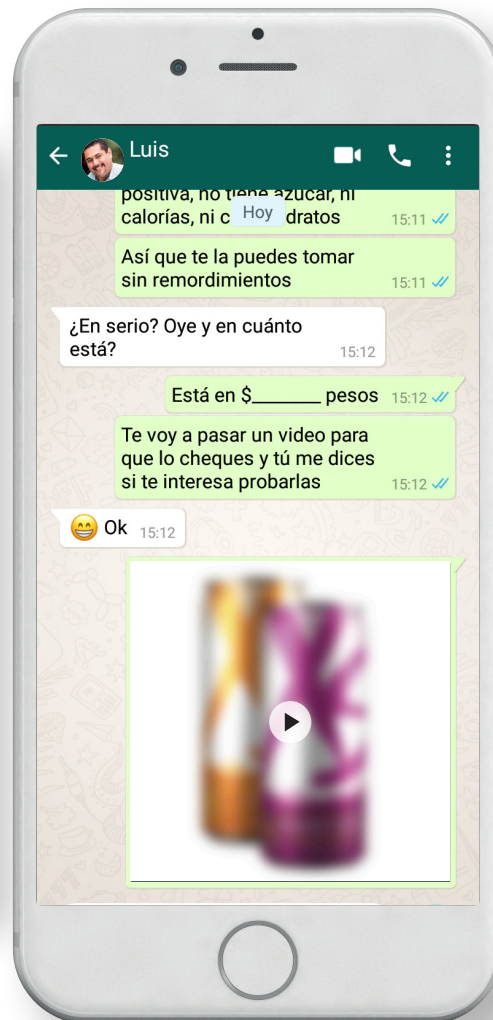 Luis
positiva, no tiene azúcar, ni
calorías, ni c
Hoy
dratos 15:11
Así que te la puedes tomar
sin remordimientos 15:11
¿En serio? Oye y en cuánto
está? 15:12
Está en $_______ pesos 15:12
Te voy a pasar un video para
que lo cheques y tú me dices
si te interesa probarlas 15:12
Ok 15:12